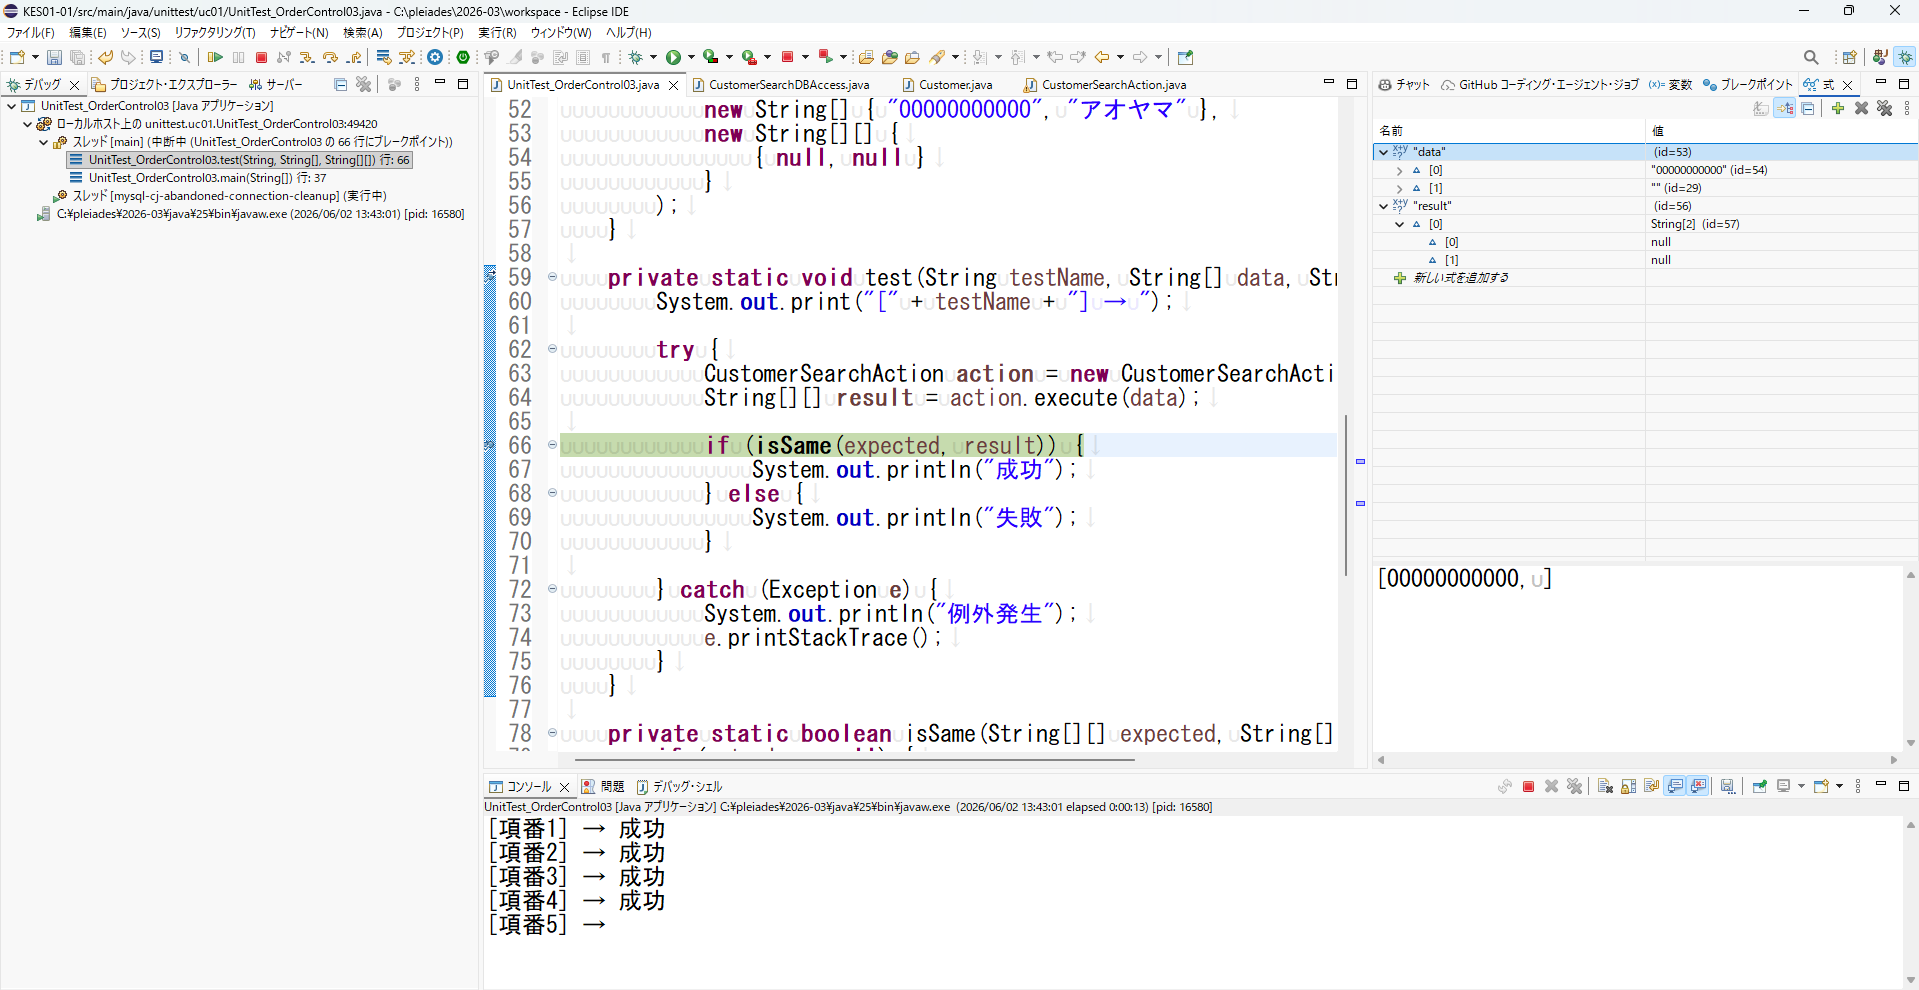 KES01-01/src/main/java/unittest/uc01/UnitTest_OrderControl03.java - C:\pleiades\2026-03\workspace - Eclipse IDE
ファイル(F) 編集(E) ソース(S) リファクタリング(T) ナビゲート(N) 検索(A) プロジェクト(P) 実行(R) ウィンドウ(W) ヘルプ(H)
デバッグ プロジェクト・エクスプローラー サーバー
UnitTest_OrderControl03 [Java アプリケーション]
ローカルホスト上の unittest.uc01.UnitTest_OrderControl03:49420
スレッド [main] (中断中 (UnitTest_OrderControl03 の 66 行にブレークポイント))
UnitTest_OrderControl03.test(String, String[], String[][]) 行: 66
UnitTest_OrderControl03.main(String[]) 行: 37
スレッド [mysql-cj-abandoned-connection-cleanup] (実行中)
C:¥pleiades¥2026-03¥java¥25¥bin¥javaw.exe (2026/06/02 13:43:01) [pid: 16580]
UnitTest_OrderControl03.java CustomerSearchDBAccess.java Customer.java CustomerSearchAction.java
52 new String[] { "00000000000", "アオヤマ" },
53 new String[][] {
54 { null, null }
55 }
56 );
57 }
58
59 private static void test(String testName, String[] data, Str
60 System.out.print("[" + testName + "] → ");
61
62 try {
63 CustomerSearchAction action = new CustomerSearchActi
64 String[][] result = action.execute(data);
65
66 if (isSame(expected, result)) {
67 System.out.println("成功");
68 } else {
69 System.out.println("失敗");
70 }
71
72 } catch (Exception e) {
73 System.out.println("例外発生");
74 e.printStackTrace();
75 }
76 }
77
78 private static boolean isSame(String[][] expected, String[]
チャット GitHub コーディング・エージェント・ジョブ (x)= 変数 ブレークポイント 式
名前 値
"data" (id=53)
[0] "00000000000" (id=54)
[1] "" (id=29)
"result" (id=56)
[0] String[2] (id=57)
[0] null
[1] null
新しい式を追加する
[00000000000, ]
コンソール 問題 デバッグ・シェル
UnitTest_OrderControl03 [Java アプリケーション] C:¥pleiades¥2026-03¥java¥25¥bin¥javaw.exe (2026/06/02 13:43:01 elapsed 0:00:13) [pid: 16580]
[項番1] → 成功
[項番2] → 成功
[項番3] → 成功
[項番4] → 成功
[項番5] →